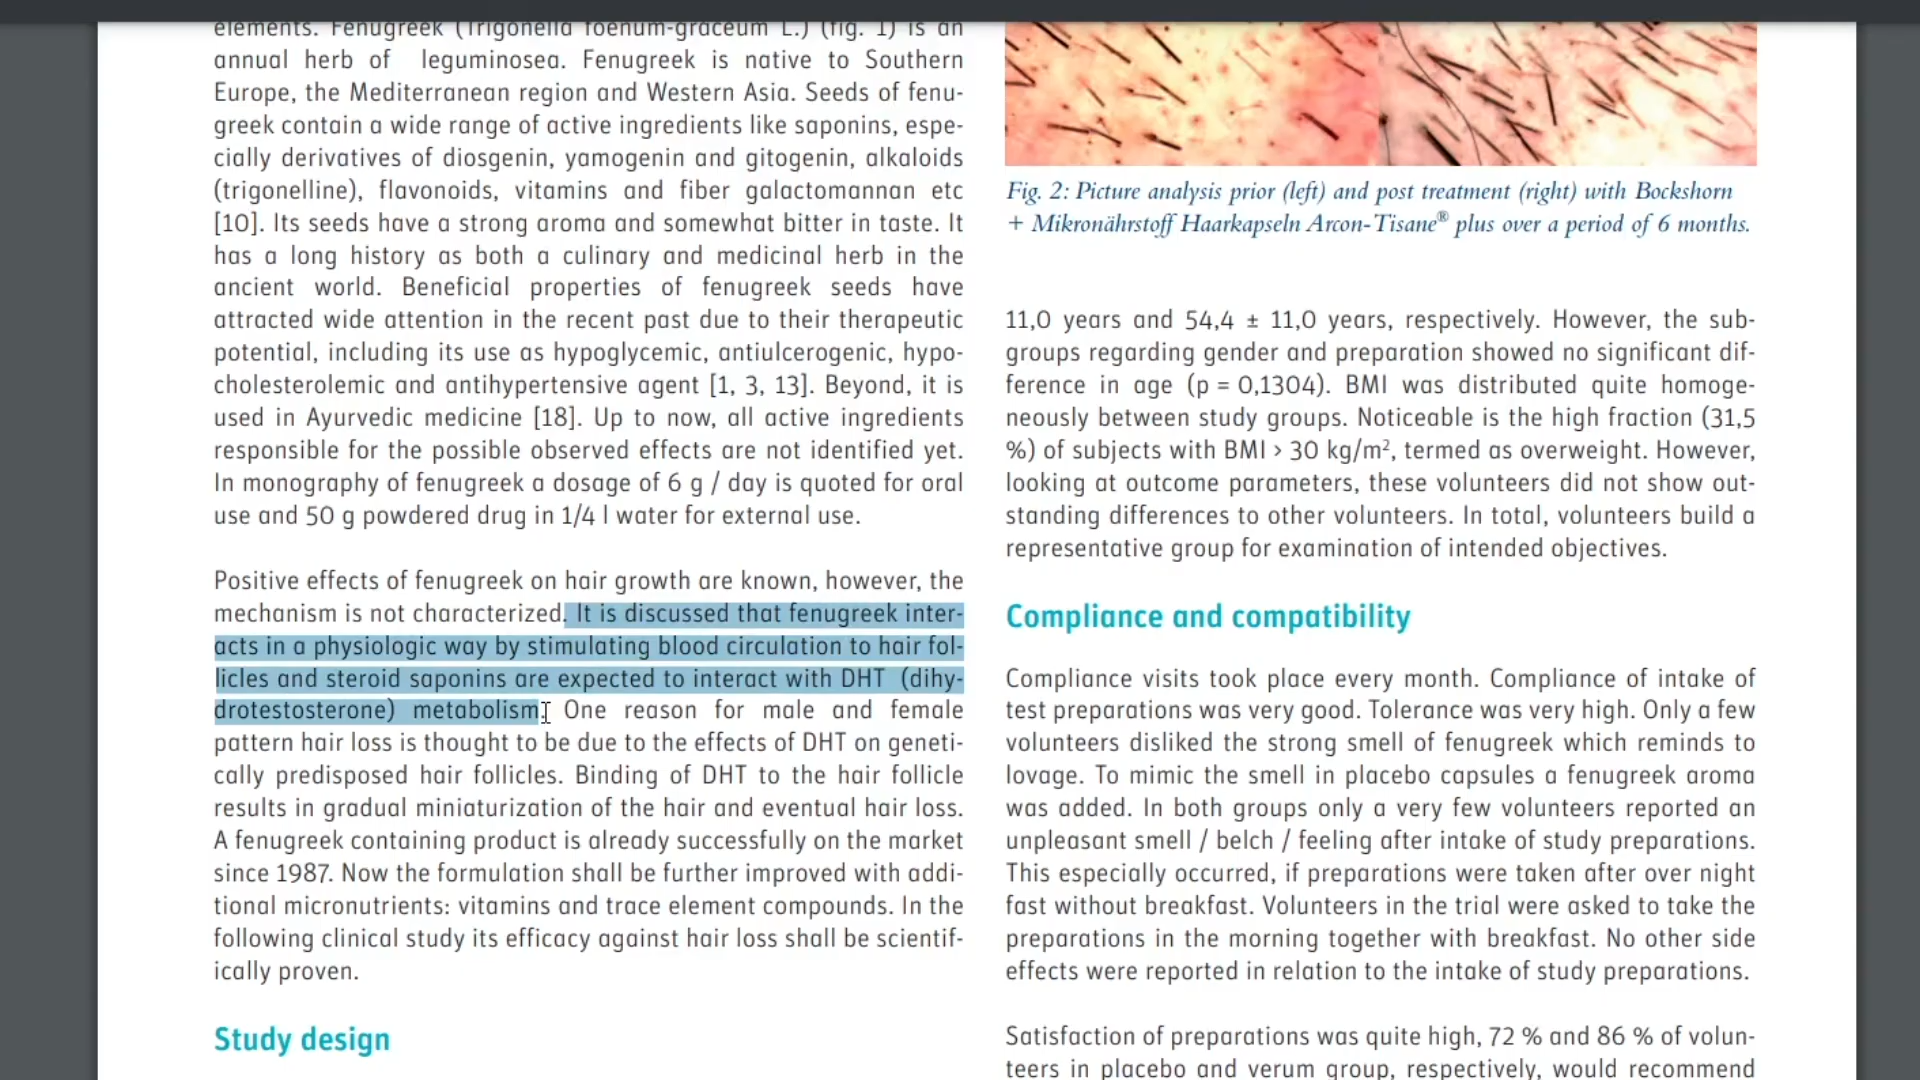 elements. Fenugreek (Trigonella foenum-graceum L.) (fig. 1) is an
annual herb of leguminosea. Fenugreek is native to Southern
Europe, the Mediterranean region and Western Asia. Seeds of fenu-
greek contain a wide range of active ingredients like saponins, espe-
cially derivatives of diosgenin, yamogenin and gitogenin, alkaloids
(trigonelline), flavonoids, vitamins and fiber galactomannan etc
[10]. Its seeds have a strong aroma and somewhat bitter in taste. It
has a long history as both a culinary and medicinal herb in the
ancient world. Beneficial properties of fenugreek seeds have
attracted wide attention in the recent past due to their therapeutic
potential, including its use as hypoglycemic, antiulcerogenic, hypo-
cholesterolemic and antihypertensive agent [1, 3, 13]. Beyond, it is
used in Ayurvedic medicine [18]. Up to now, all active ingredients
responsible for the possible observed effects are not identified yet.
In monography of fenugreek a dosage of 6 g / day is quoted for oral
use and 50 g powdered drug in 1/4 l water for external use.
Positive effects of fenugreek on hair growth are known, however, the
mechanism is not characterized. It is discussed that fenugreek inter-
acts in a physiologic way by stimulating blood circulation to hair fol-
licles and steroid saponins are expected to interact with DHT (dihy-
drotestosterone) metabolism. One reason for male and female
pattern hair loss is thought to be due to the effects of DHT on geneti-
cally predisposed hair follicles. Binding of DHT to the hair follicle
results in gradual miniaturization of the hair and eventual hair loss.
A fenugreek containing product is already successfully on the market
since 1987. Now the formulation shall be further improved with addi-
tional micronutrients: vitamins and trace element compounds. In the
following clinical study its efficacy against hair loss shall be scientif-
ically proven.
Study design
Fig. 2: Picture analysis prior (left) and post treatment (right) with Bockshorn
+ Mikronährstoff Haarkapseln Arcon-Tisane® plus over a period of 6 months.
11,0 years and 54,4 ± 11,0 years, respectively. However, the sub-
groups regarding gender and preparation showed no significant dif-
ference in age (p = 0,1304). BMI was distributed quite homoge-
neously between study groups. Noticeable is the high fraction (31,5
%) of subjects with BMI > 30 kg/m², termed as overweight. However,
looking at outcome parameters, these volunteers did not show out-
standing differences to other volunteers. In total, volunteers build a
representative group for examination of intended objectives.
Compliance and compatibility
Compliance visits took place every month. Compliance of intake of
test preparations was very good. Tolerance was very high. Only a few
volunteers disliked the strong smell of fenugreek which reminds to
lovage. To mimic the smell in placebo capsules a fenugreek aroma
was added. In both groups only a very few volunteers reported an
unpleasant smell / belch / feeling after intake of study preparations.
This especially occurred, if preparations were taken after over night
fast without breakfast. Volunteers in the trial were asked to take the
preparations in the morning together with breakfast. No other side
effects were reported in relation to the intake of study preparations.
Satisfaction of preparations was quite high, 72 % and 86 % of volun-
teers in placebo and verum group, respectively, would recommend